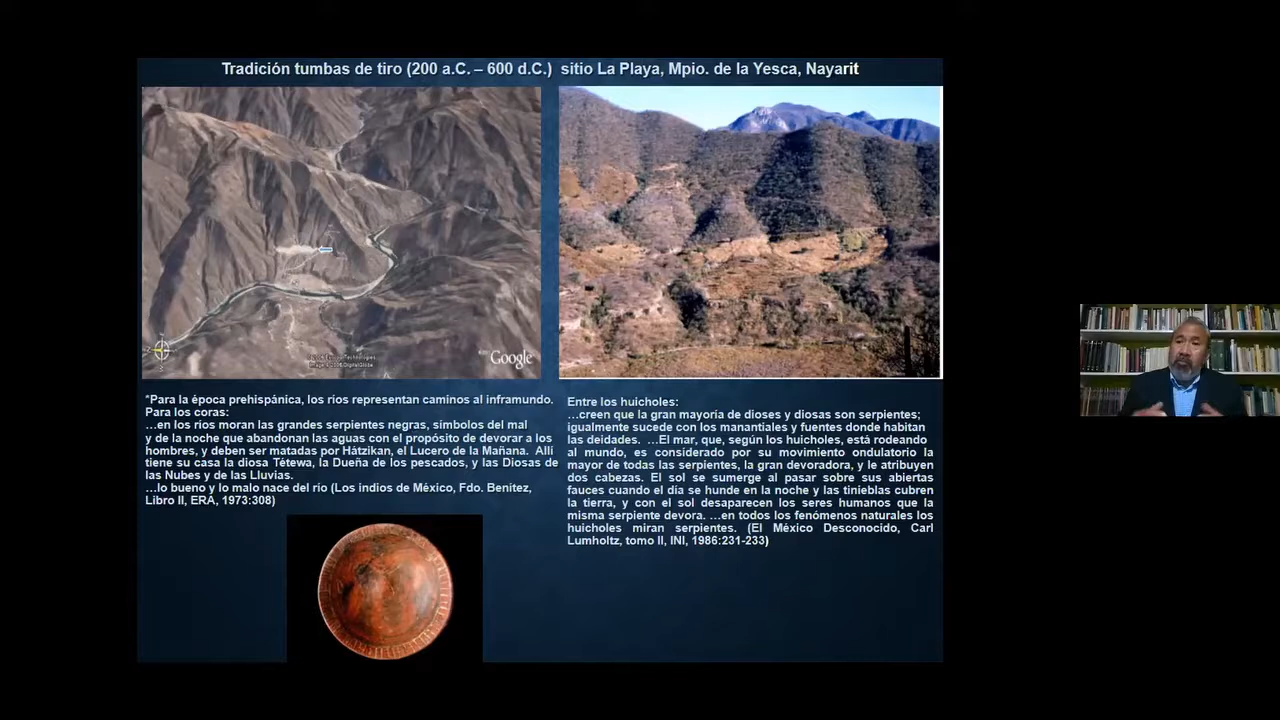 Tradición tumbas de tiro (200 a.C. – 600 d.C.) sitio La Playa, Mpio. de la Yesca, Nayarit
Google
*Para la época prehispánica, los ríos representan caminos al inframundo.
Para los coras:
…en los ríos moran las grandes serpientes negras, símbolos del mal
y de la noche que abandonan las aguas con el propósito de devorar a los
hombres, y deben ser matadas por Hátzikan, el Lucero de la Mañana. Allí
tiene su casa la diosa Tétewa, la Dueña de los pescados, y las Diosas de
las Nubes y de las Lluvias.
…lo bueno y lo malo nace del río (Los indios de México, Fdo. Benítez,
Libro II, ERA, 1973:308)
Entre los huicholes:
…creen que la gran mayoría de dioses y diosas son serpientes;
igualmente sucede con los manantiales y fuentes donde habitan
las deidades. …El mar, que, según los huicholes, está rodeando
al mundo, es considerado por su movimiento ondulatorio la
mayor de todas las serpientes, la gran devoradora, y le atribuyen
dos cabezas. El sol se sumerge al pasar sobre sus abiertas
fauces cuando el día se hunde en la noche y las tinieblas cubren
la tierra, y con el sol desaparecen los seres humanos que la
misma serpiente devora. …en todos los fenómenos naturales los
huicholes miran serpientes. (El México Desconocido, Carl
Lumholtz, tomo II, INI, 1986:231-233)